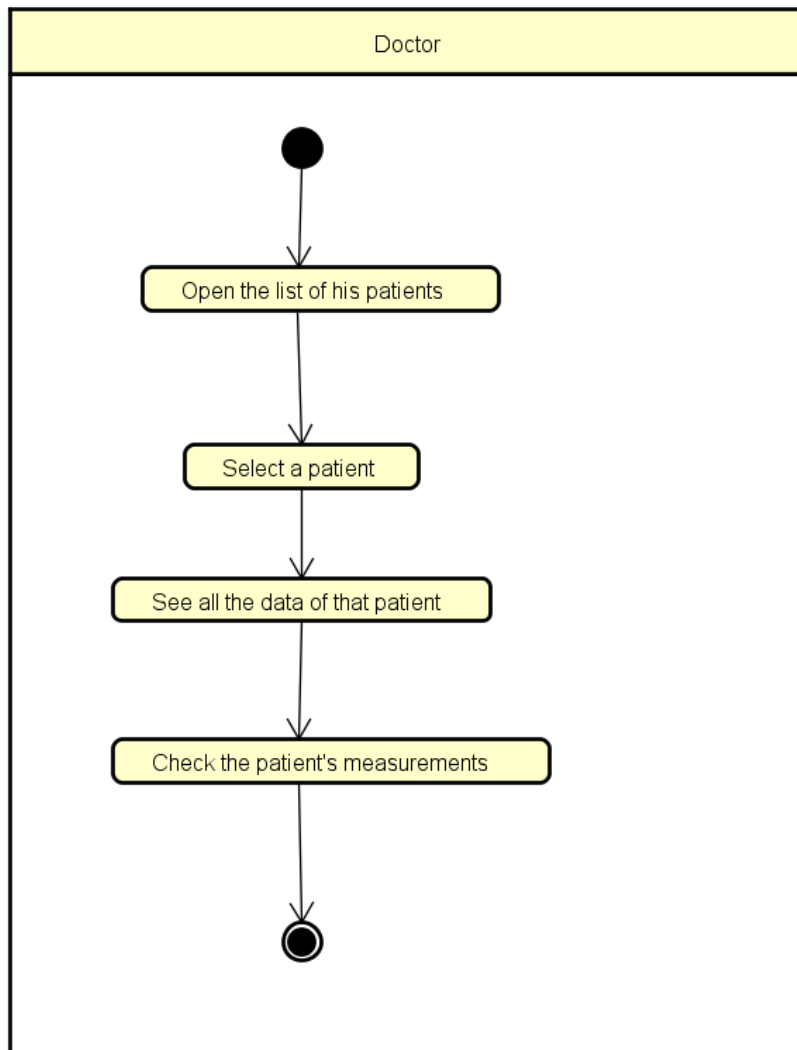 Doctor
Open the list of his patients
Select a patient
See all the data of that patient
Check the patient's measurements